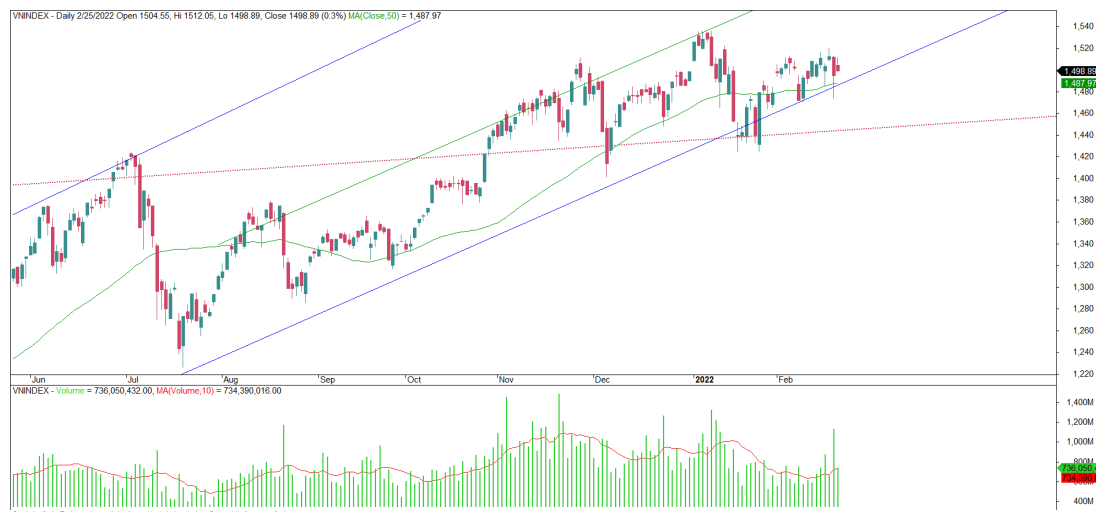 VNINDEX - Daily 2/25/2022 Open 1504.55, Hi 1512.05, Lo 1498.89, Close 1498.89 (0.3%) MA(Close,50) = 1,487.97
1,540
1,520
1,498.89
1,487.97
1,480
1,460
1,440
1,420
1,400
1,380
1,360
1,340
1,320
1,300
1,280
1,260
1,240
1,220
Jun Jul Aug Sep Oct Nov Dec 2022 Feb
VNINDEX - Volume = 736,050,432.00, MA(Volume,10) = 734,390,016.00
1,400M
1,200M
1,000M
800M
736,050,4
734,390,
400M